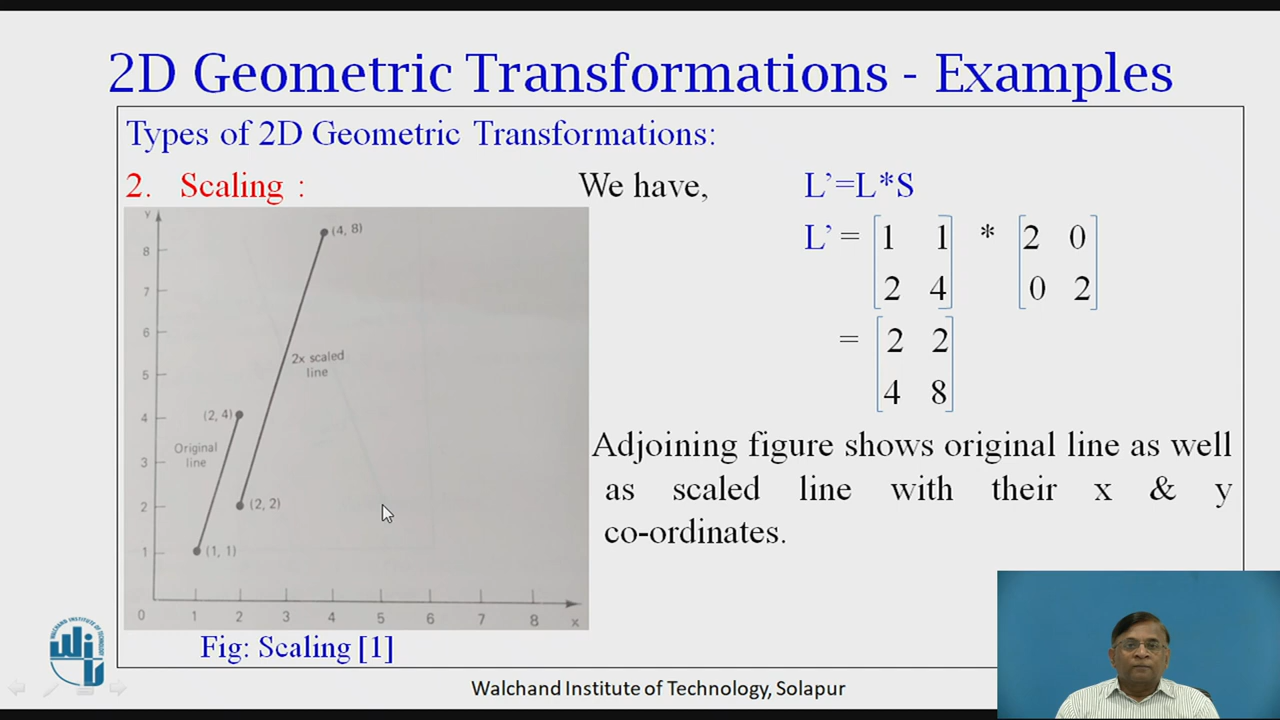 2D Geometric Transformations - Examples
Types of 2D Geometric Transformations:
2. Scaling :
We have, L’=L*S
L’ = [1 1 * [2 0
2 4] 0 2]
= [2 2
4 8]
Adjoining figure shows original line as well
as scaled line with their x & y
co-ordinates.
Y
8
7
6
5
4
3
2
1
0 1 2 3 4 5 6 7 8 x
(4, 8)
2x scaled
line
(2, 4)
Original
line
(2, 2)
(1, 1)
Fig: Scaling [1]
WALCHAND INSTITUTE OF TECHNOLOGY
Walchand Institute of Technology, Solapur